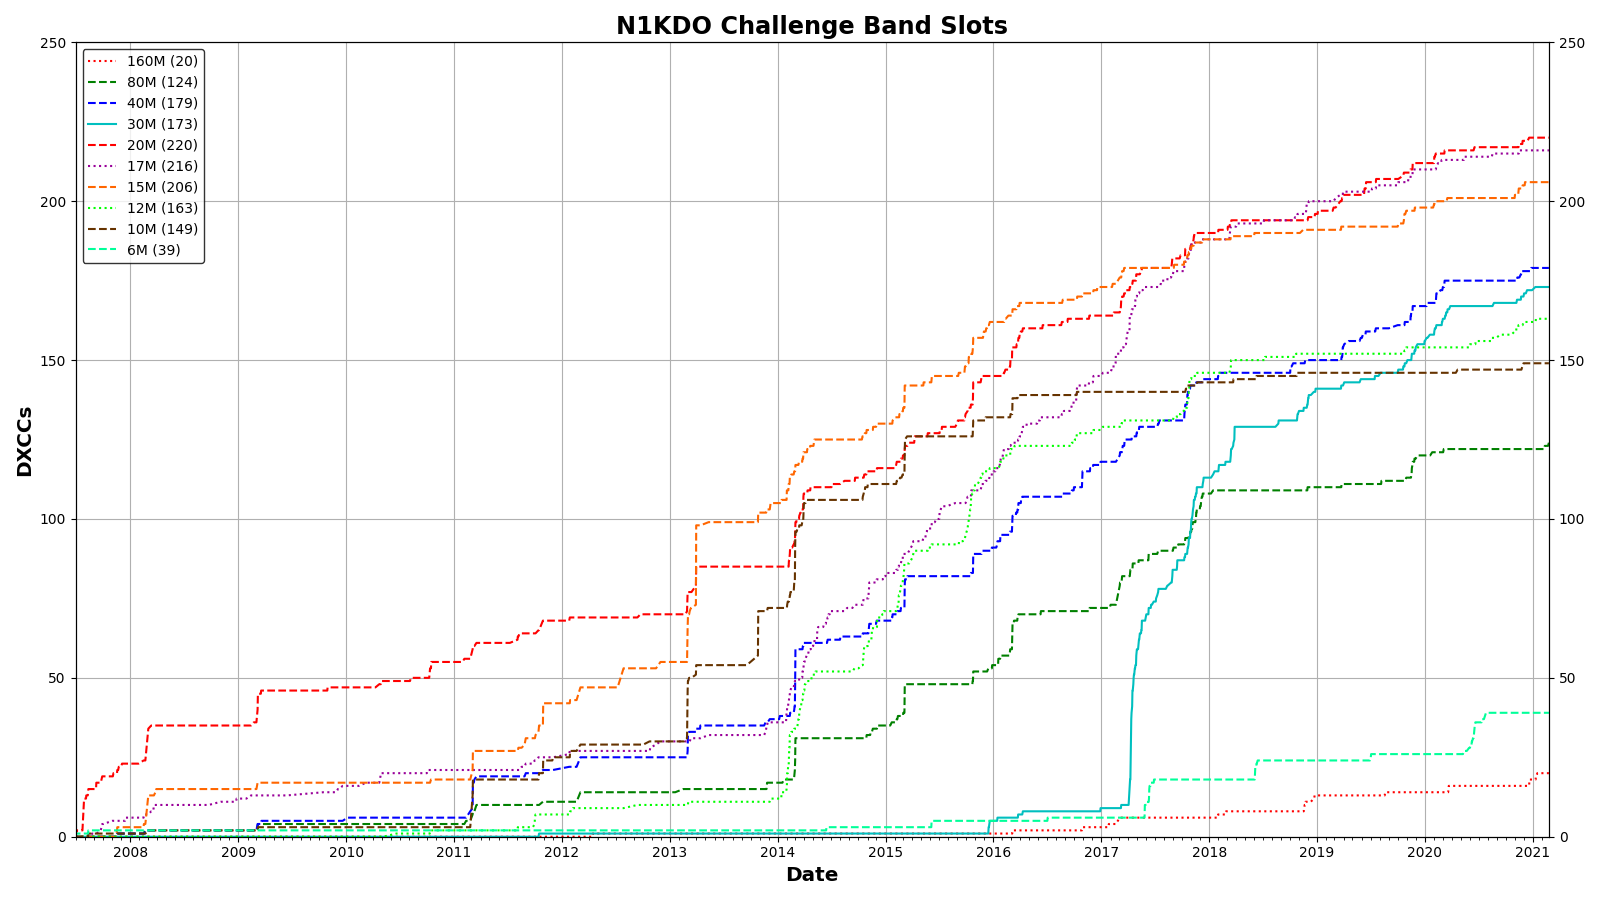 N1KDO Challenge Band Slots
250
200
150
100
50
0
DXCCs
160M (20)
80M (124)
40M (179)
30M (173)
20M (220)
17M (216)
15M (206)
12M (163)
10M (149)
6M (39)
250
200
150
100
50
0
2008 2009 2010 2011 2012 2013 2014 2015 2016 2017 2018 2019 2020 2021
Date